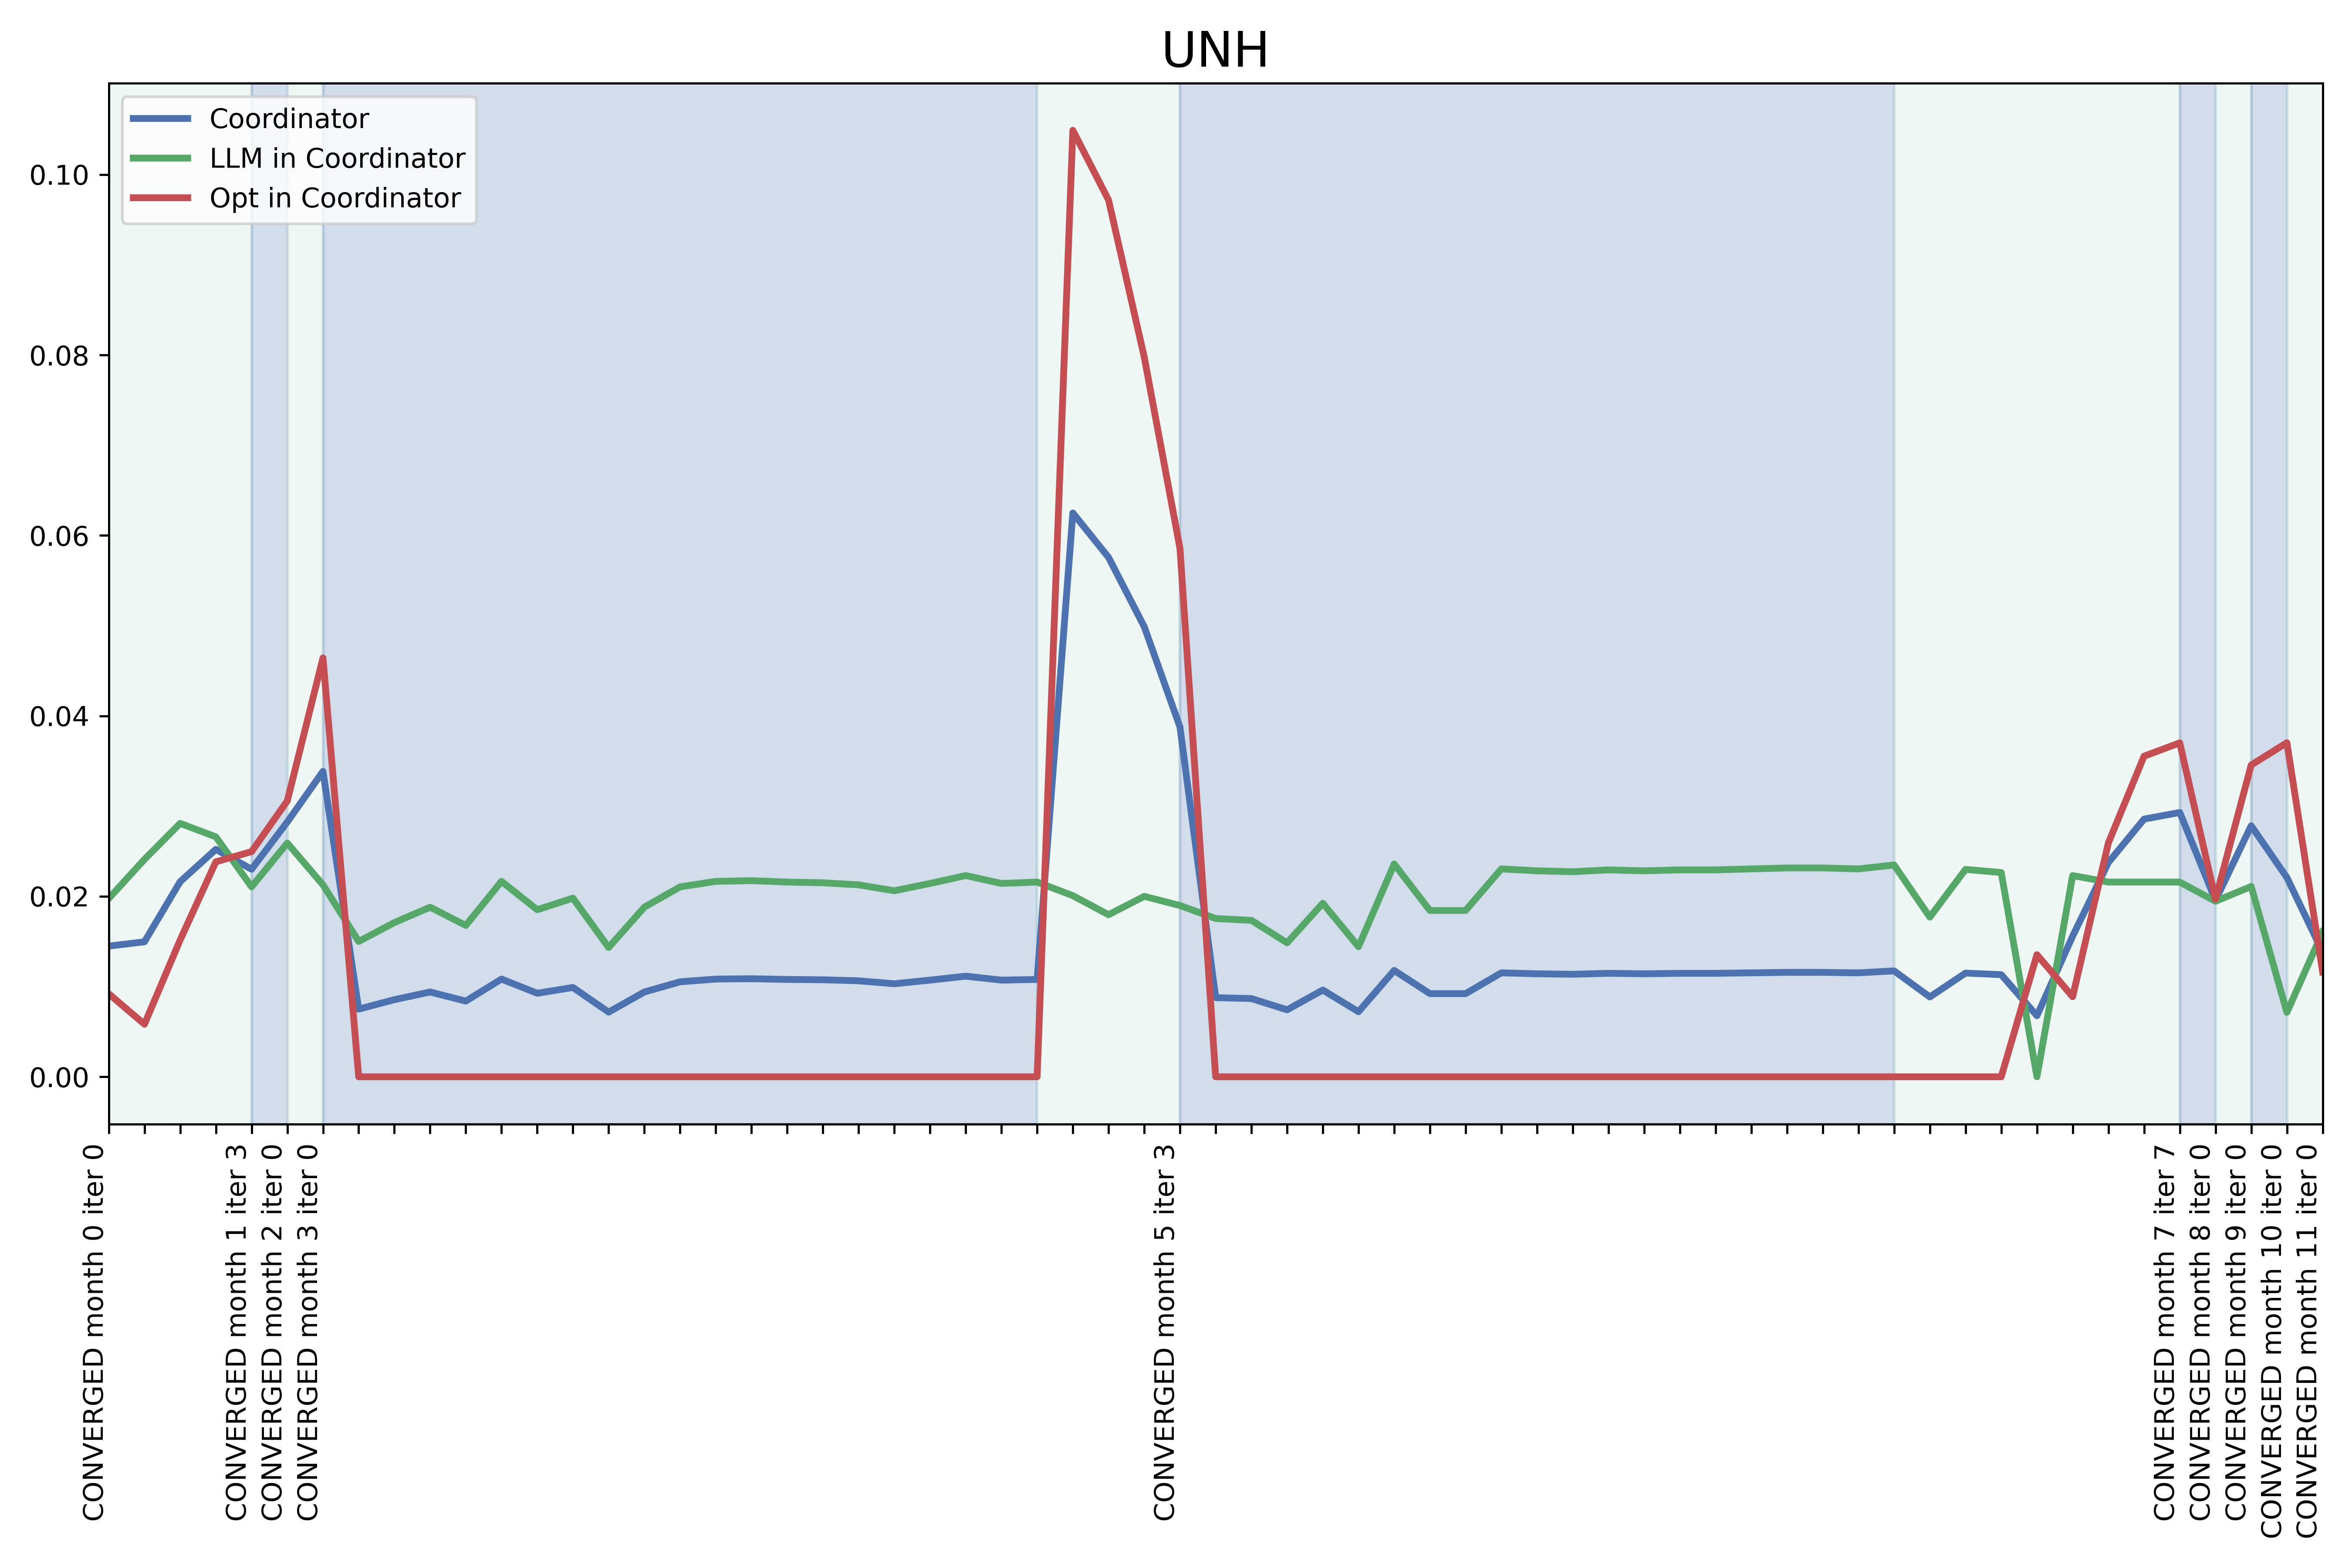 UNH
Coordinator
LLM in Coordinator
Opt in Coordinator
0.10
0.08
0.06
0.04
0.02
0.00
CONVERGED month 0 iter 0
CONVERGED month 1 iter 3
CONVERGED month 2 iter 0
CONVERGED month 3 iter 0
CONVERGED month 5 iter 3
CONVERGED month 7 iter 7
CONVERGED month 8 iter 0
CONVERGED month 9 iter 0
CONVERGED month 10 iter 0
CONVERGED month 11 iter 0